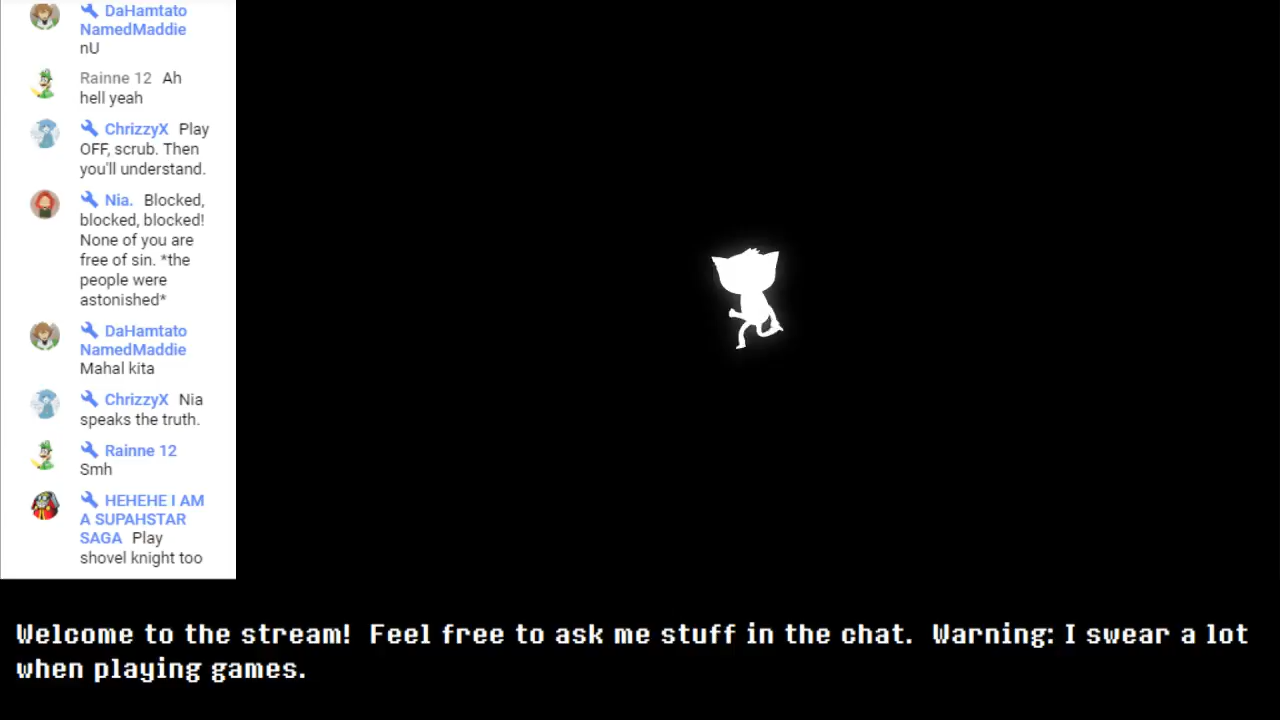 DaHamtato
NamedMaddie
nU
Rainne 12 Ah
hell yeah
ChrizzyX Play
OFF, scrub. Then
you'll understand.
Nia. Blocked,
blocked, blocked!
None of you are
free of sin. *the
people were
astonished*
DaHamtato
NamedMaddie
Mahal kita
ChrizzyX Nia
speaks the truth.
Rainne 12
Smh
HEHEHE I AM
A SUPAHSTAR
SAGA Play
shovel knight too
Welcome to the stream! Feel free to ask me stuff in the chat. Warning: I swear a lot
when playing games.